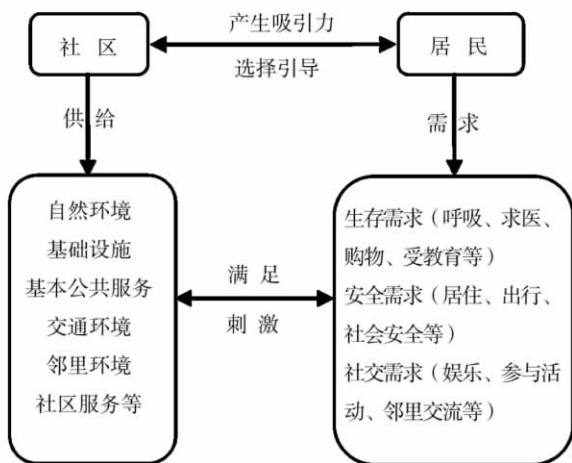 社 区
产生吸引力
选择引导
居 民
供 给
需 求
自然环境
基础设施
基本公共服务
交通环境
邻里环境
社区服务等
满 足
刺 激
生存需求（呼吸、求医、
购物、受教育等）
安全需求（居住、出行、
社会安全等）
社交需求（娱乐、参与活
动、邻里交流等）